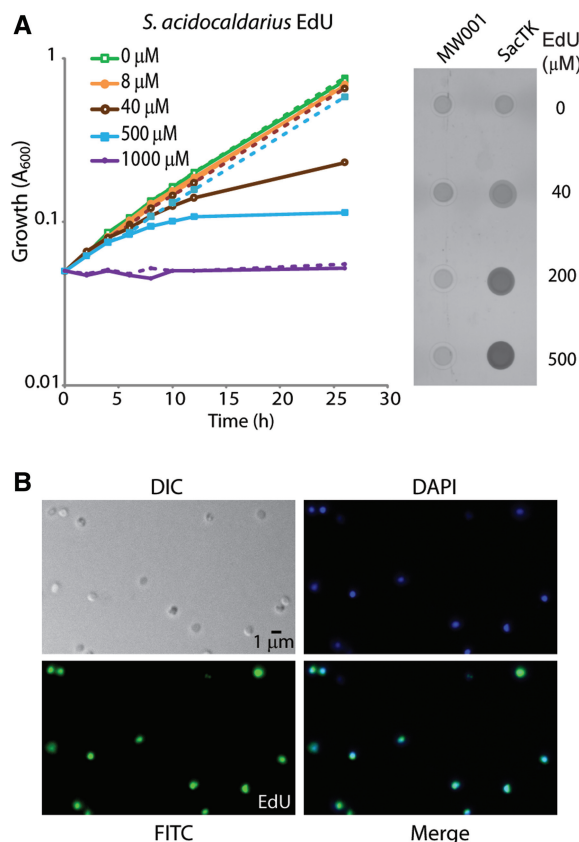 A
S. acidocaldarius EdU
1
0 μM
8 μM
40 μM
500 μM
1000 μM
0.1
0.01
Growth (A600)
0 5 10 15 20 25 30
Time (h)
MW001
SacTK
EdU
(μM)
0
40
200
500
B
DIC
DAPI
1 μm
EdU
FITC
Merge